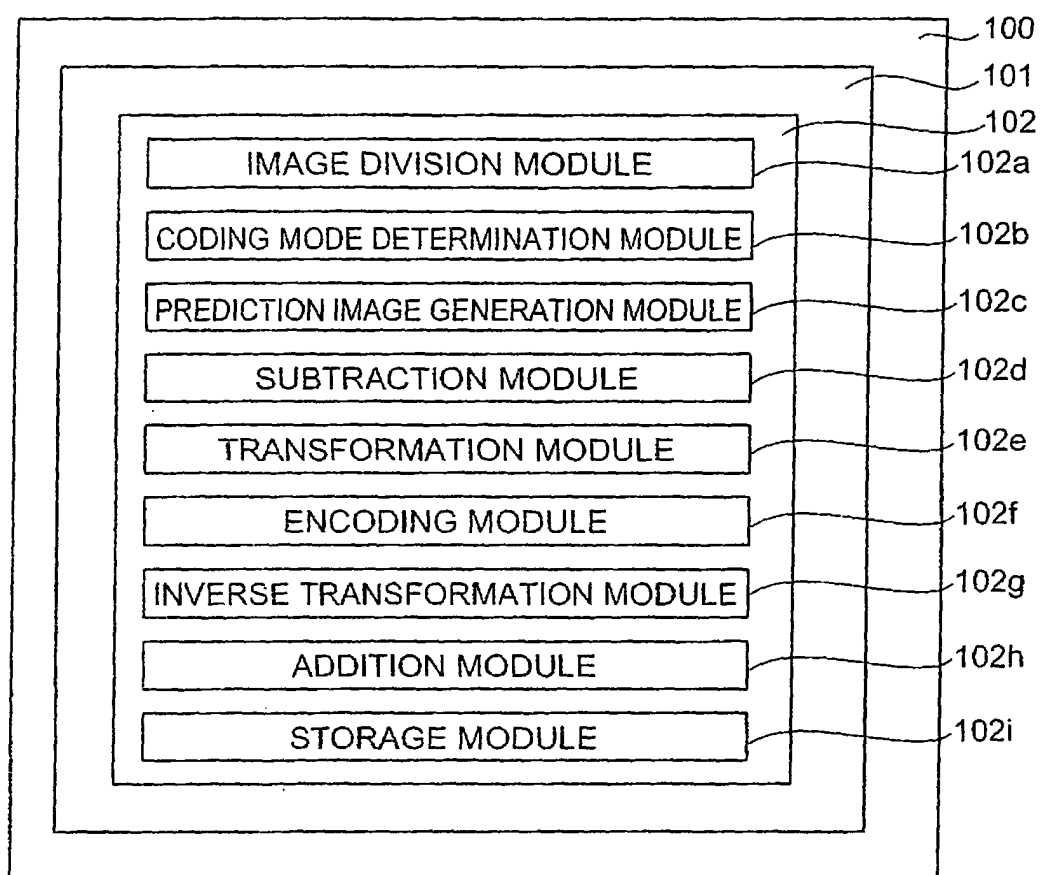 100
101
102
IMAGE DIVISION MODULE 102a
CODING MODE DETERMINATION MODULE 102b
PREDICTION IMAGE GENERATION MODULE 102c
SUBTRACTION MODULE 102d
TRANSFORMATION MODULE 102e
ENCODING MODULE 102f
INVERSE TRANSFORMATION MODULE 102g
ADDITION MODULE 102h
STORAGE MODULE 102i